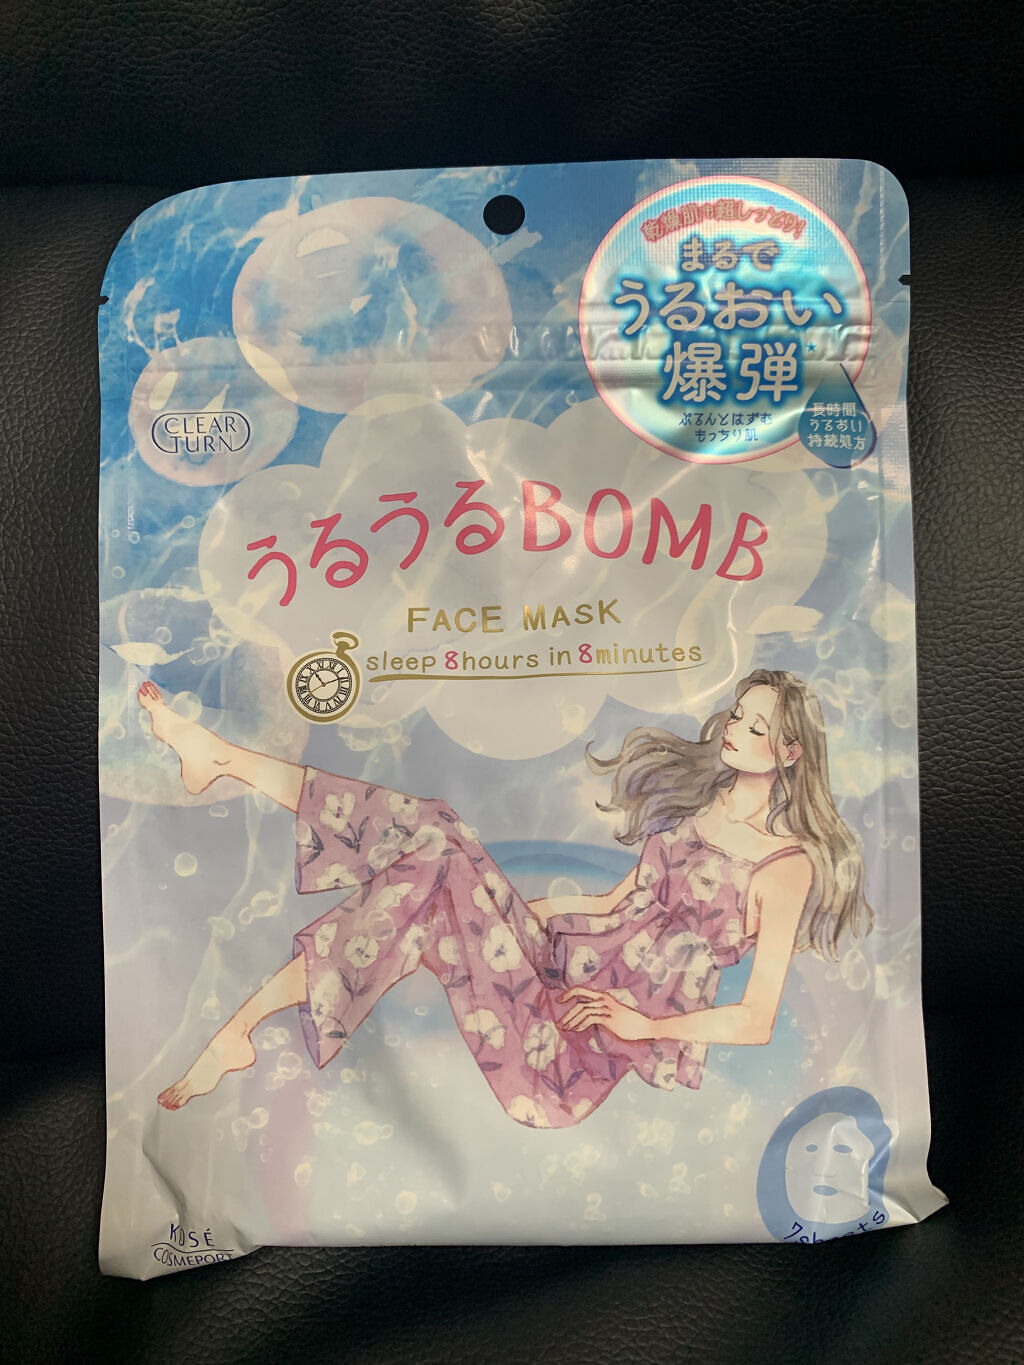 乾燥肌も超しっとり!
まるで
うるおい
爆弾*
ぷるんとはずむ
もっちり肌
長時間
うるおい
持続処方
CLEAR
TURN
うるうるBOMB
FACE MASK
sleep 8hours in 8minutes
7sheets
KOSÉ
COSMEPORT